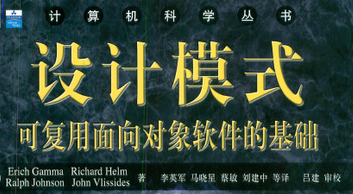 计算机科学丛书
设计模式
可复用面向对象软件的基础
Erich Gamma Richard Helm
Ralph Johnson John Vlissides 著 李英军 马晓星 蔡敏 刘建中 等译 吕建 审校